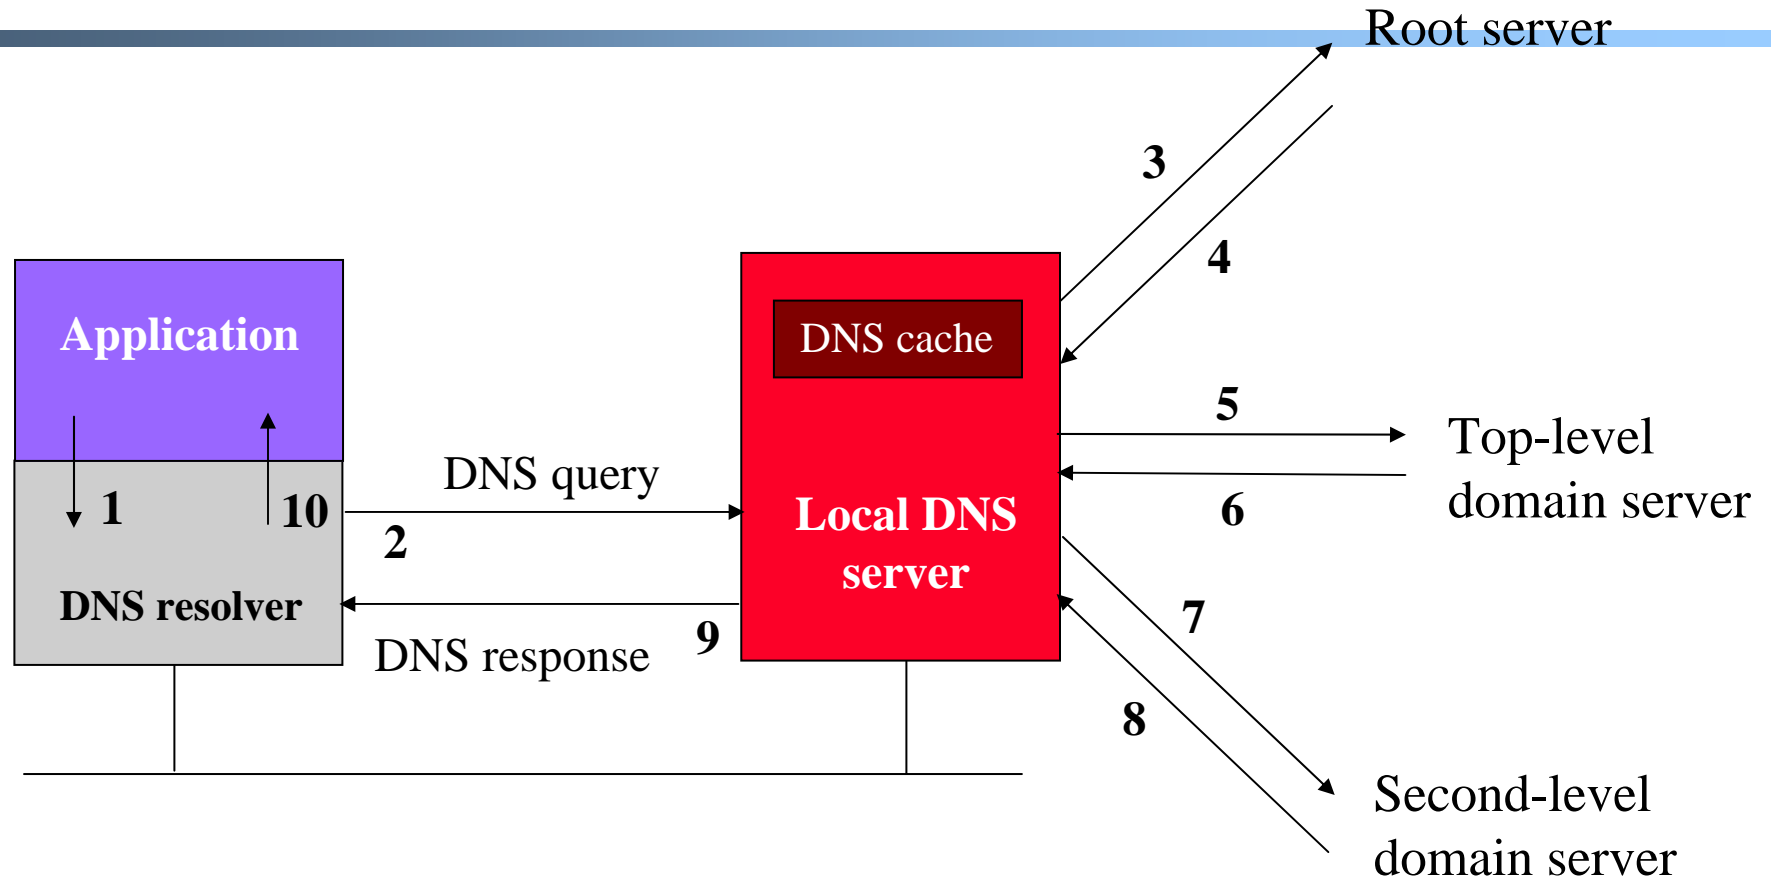 Root server
3
4
Application
DNS cache
5
Top-level
domain server
DNS query
1
10
2
Local DNS
server
6
DNS resolver
7
DNS response
9
8
Second-level
domain server